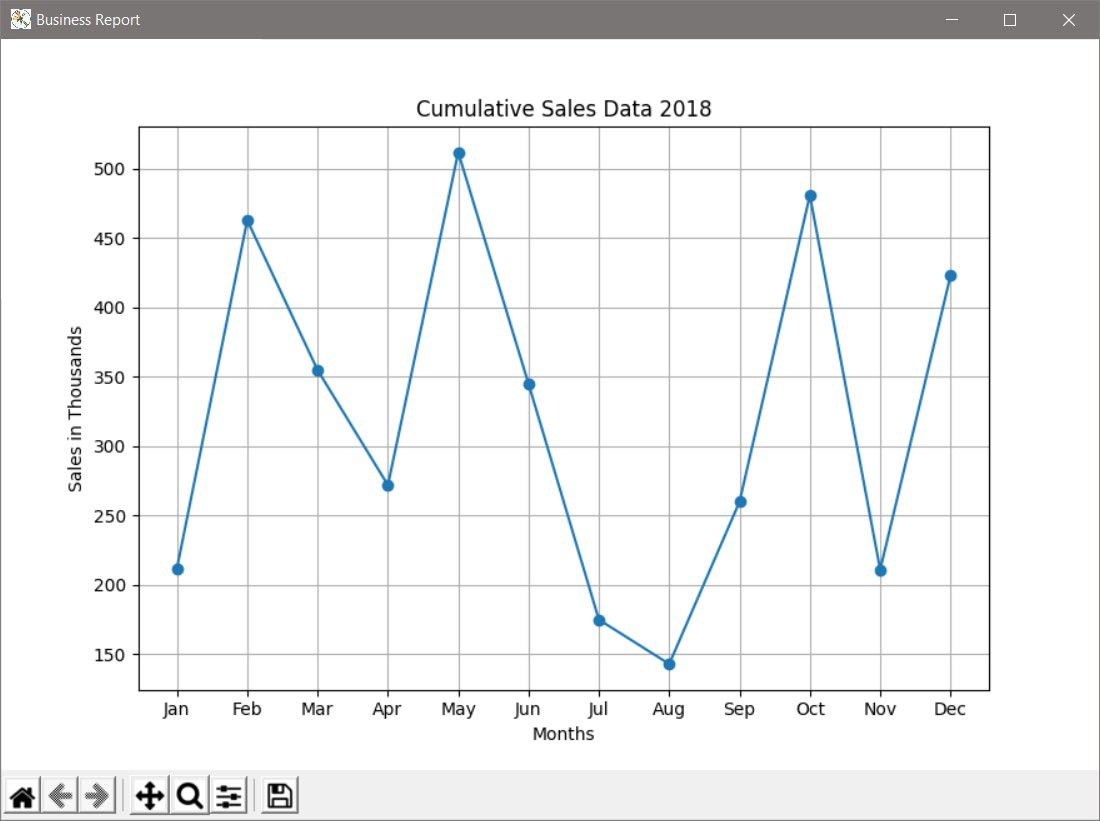 Business Report
Cumulative Sales Data 2018
500
450
400
350
300
250
200
150
Sales in Thousands
Jan Feb Mar Apr May Jun Jul Aug Sep Oct Nov Dec
Months